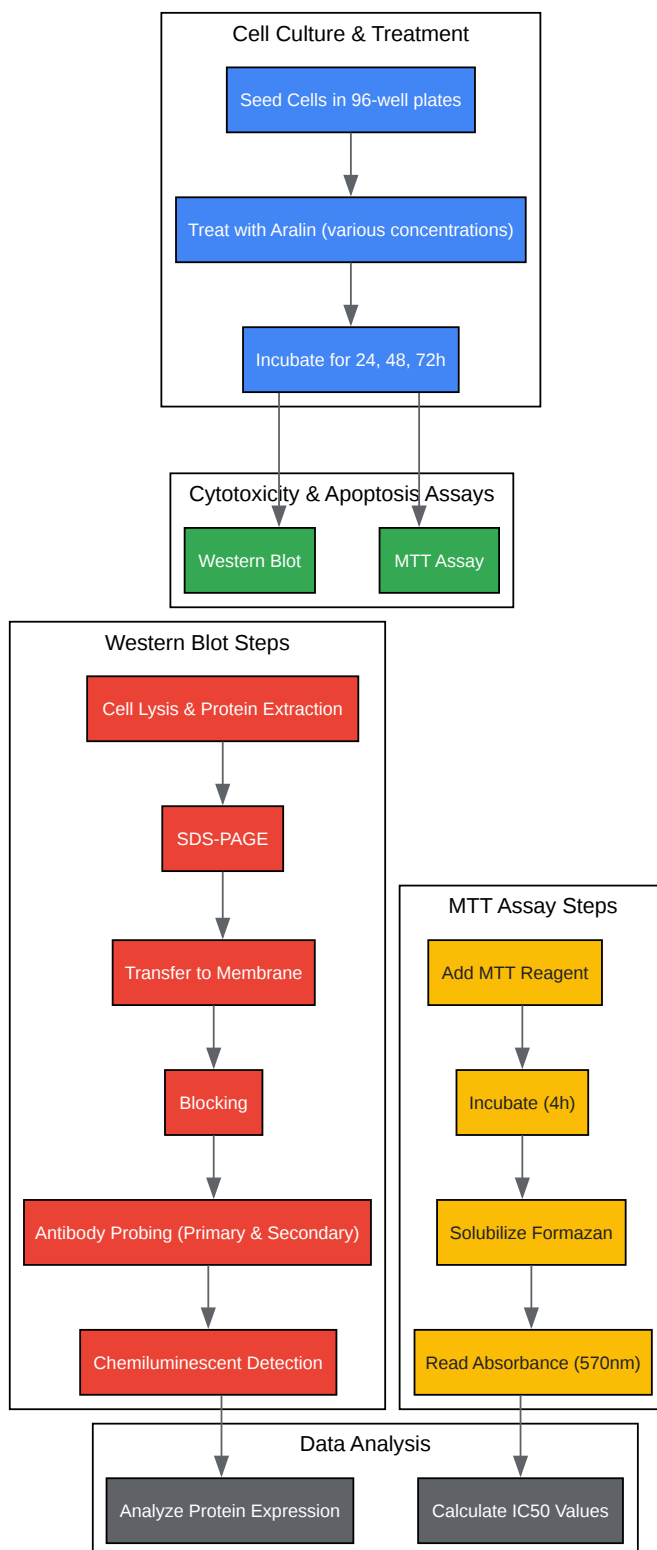 Cell Culture & Treatment
Seed Cells in 96-well plates
Treat with Aralin (various concentrations)
Incubate for 24, 48, 72h
Cytotoxicity & Apoptosis Assays
Western Blot
MTT Assay
Western Blot Steps
Cell Lysis & Protein Extraction
SDS-PAGE
Transfer to Membrane
Blocking
Antibody Probing (Primary & Secondary)
Chemiluminescent Detection
MTT Assay Steps
Add MTT Reagent
Incubate (4h)
Solubilize Formazan
Read Absorbance (570nm)
Data Analysis
Analyze Protein Expression
Calculate IC50 Values